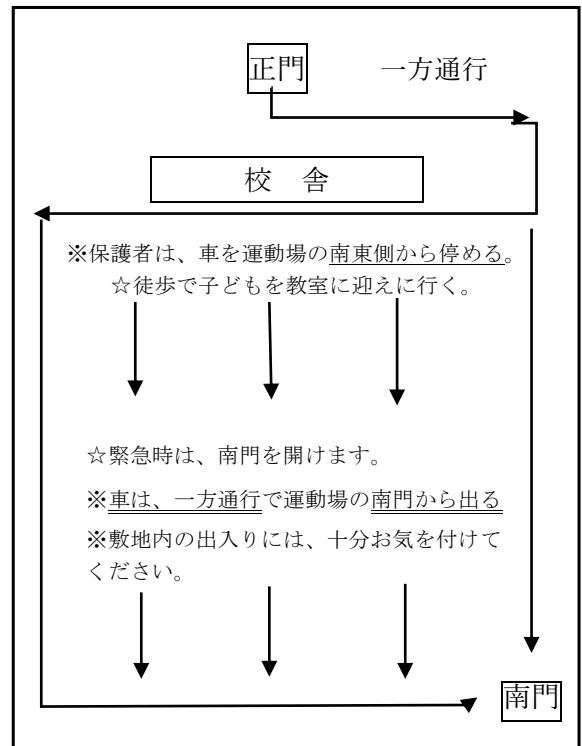 正門
一方通行
校 舎
※保護者は、車を運動場の南東側から停める。
☆徒歩で子どもを教室に迎えに行く。
☆緊急時は、南門を開けます。
※車は、一方通行で運動場の南門から出る
※敷地内の出入りには、十分お気を付けて
ください。
南門